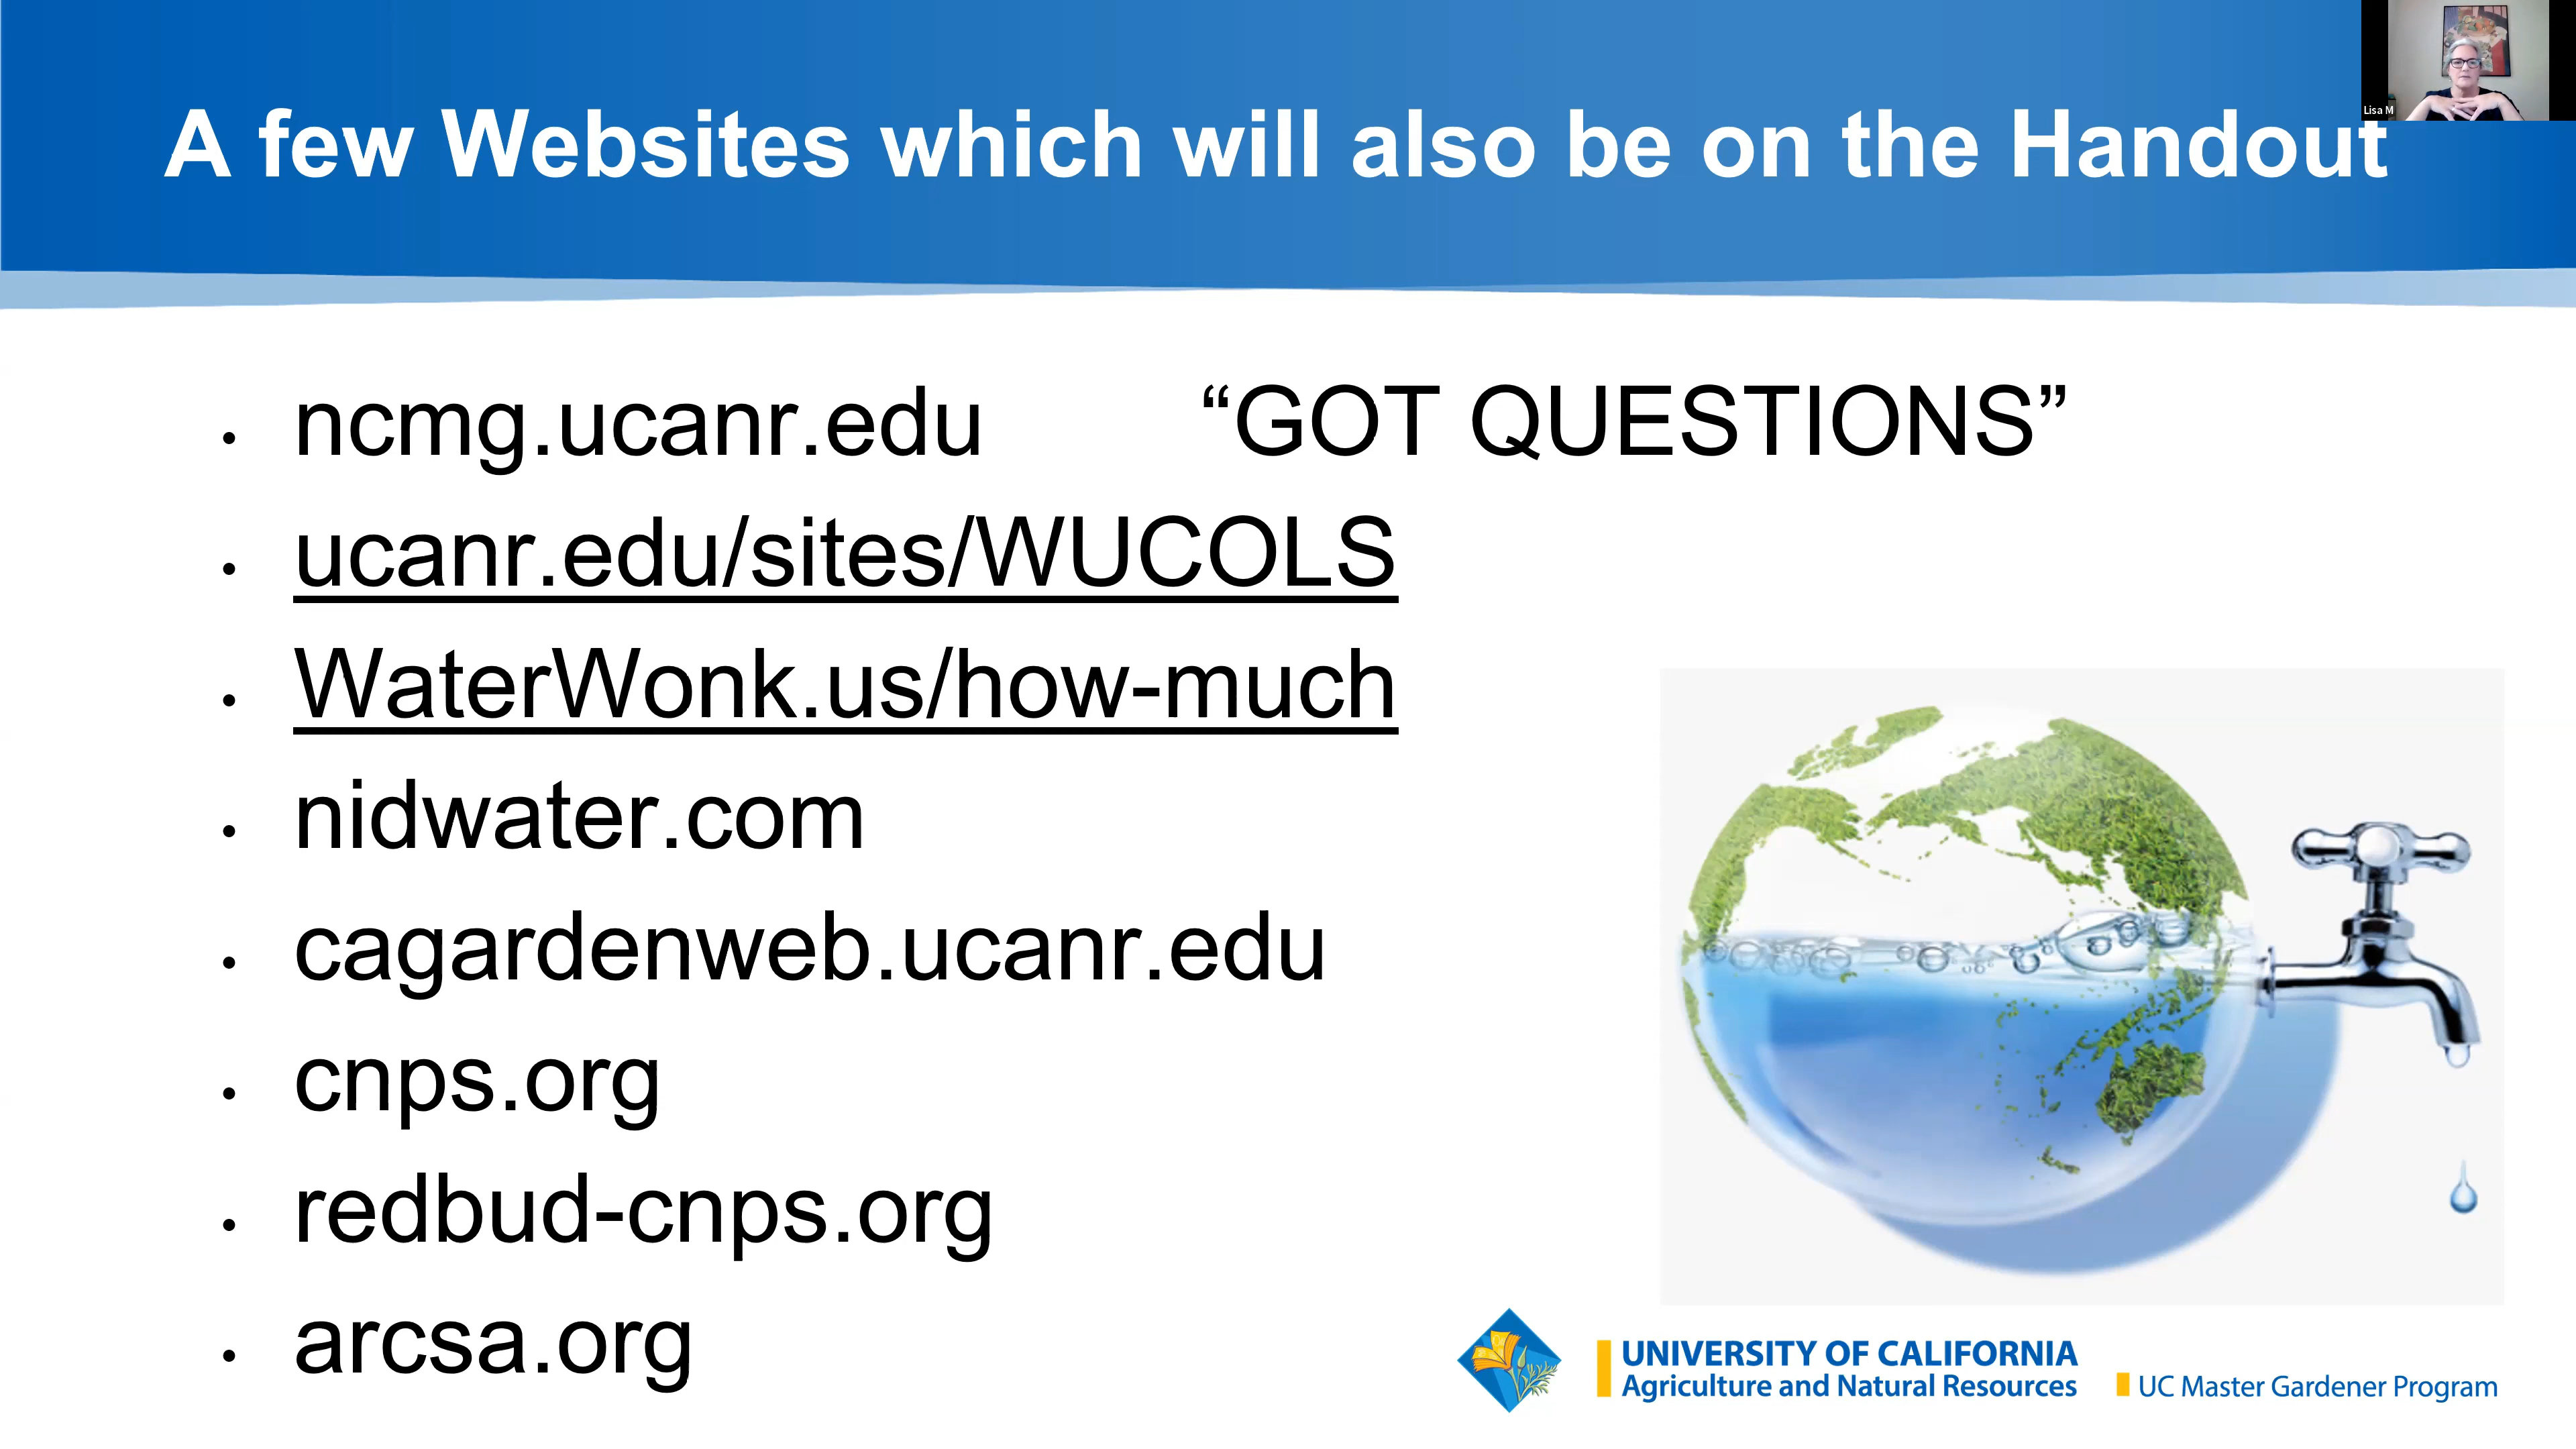 A few Websites which will also be on the Handout
Lisa M
• ncmg.ucanr.edu “GOT QUESTIONS”
• ucanr.edu/sites/WUCOLS
• WaterWonk.us/how-much
• nidwater.com
• cagardenweb.ucanr.edu
• cnps.org
• redbud-cnps.org
• arcsa.org
UNIVERSITY OF CALIFORNIA
Agriculture and Natural Resources
UC Master Gardener Program